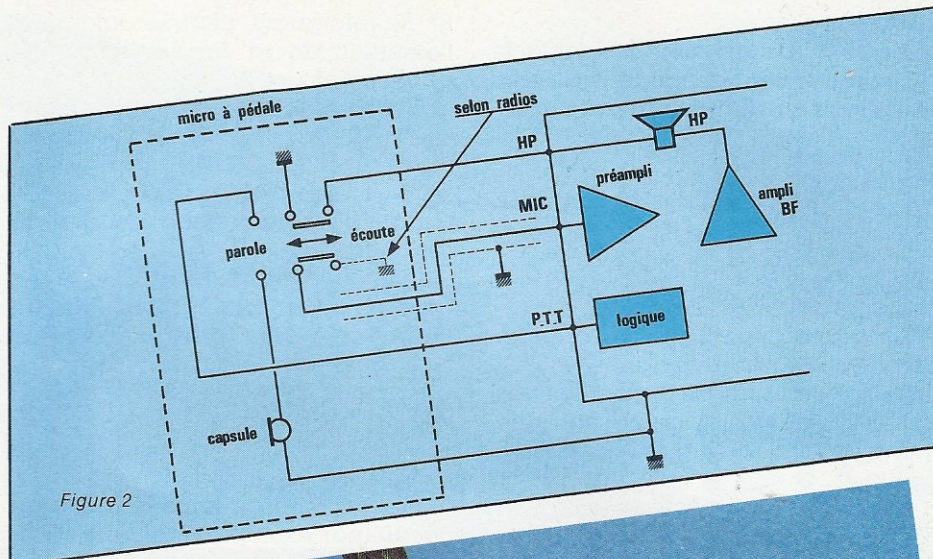 micro à pédale
selon radios
HP
HP
préampli
ampli
BF
MIC
parole
écoute
P.T.T
logique
capsule
Figure 2